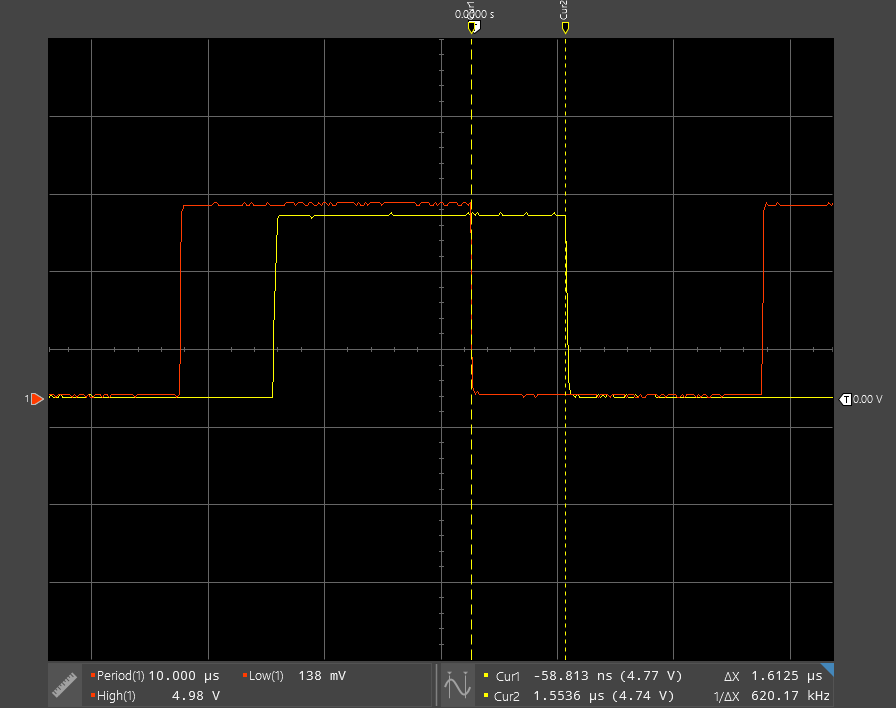 Cur1
Cur2
0.0000 s
1
T 0.00 V
Period(1) 10.000 µs
Low(1) 138 mV
High(1) 4.98 V
Cur1 -58.813 ns (4.77 V)
ΔX 1.6125 µs
Cur2 1.5536 µs (4.74 V)
1/ΔX 620.17 kHz